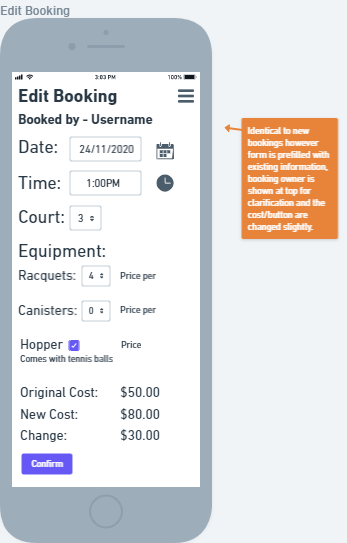 Edit Booking
3:03 PM
100%
Edit Booking
Booked by - Username
Date: 24/11/2020
Time: 1:00PM
Court: 3
Equipment:
Racquets: 4 Price per
Canisters: 0 Price per
Hopper Price
Comes with tennis balls
Original Cost: $50.00
New Cost: $80.00
Change: $30.00
Confirm
Identical to new
bookings however
form is prefilled with
existing information,
booking owner is
shown at top for
clarification and the
cost/button are
changed slightly.